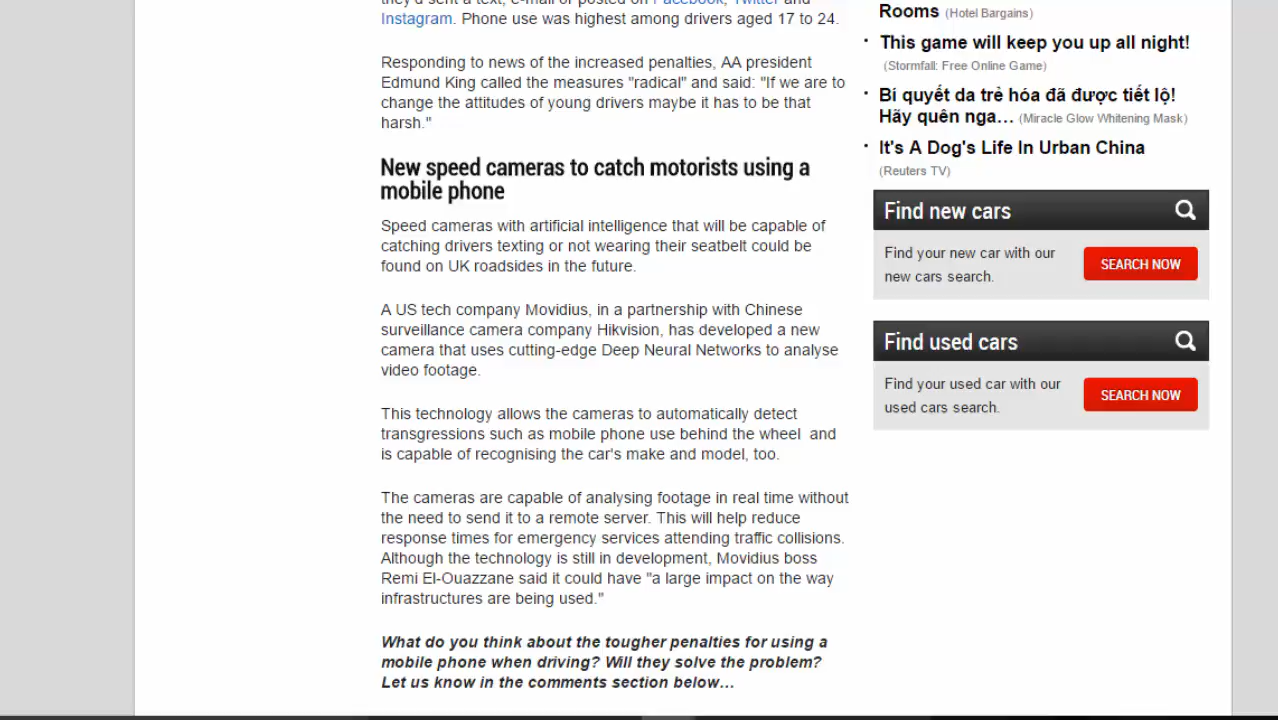 they'd sent a text, e-mail or posted on Facebook, Twitter and
Instagram. Phone use was highest among drivers aged 17 to 24.
Responding to news of the increased penalties, AA president
Edmund King called the measures "radical" and said: "If we are to
change the attitudes of young drivers maybe it has to be that
harsh."
New speed cameras to catch motorists using a
mobile phone
Speed cameras with artificial intelligence that will be capable of
catching drivers texting or not wearing their seatbelt could be
found on UK roadsides in the future.
A US tech company Movidius, in a partnership with Chinese
surveillance camera company Hikvision, has developed a new
camera that uses cutting-edge Deep Neural Networks to analyse
video footage.
This technology allows the cameras to automatically detect
transgressions such as mobile phone use behind the wheel and
is capable of recognising the car's make and model, too.
The cameras are capable of analysing footage in real time without
the need to send it to a remote server. This will help reduce
response times for emergency services attending traffic collisions.
Although the technology is still in development, Movidius boss
Remi El-Ouazzane said it could have "a large impact on the way
infrastructures are being used."
What do you think about the tougher penalties for using a
mobile phone when driving? Will they solve the problem?
Let us know in the comments section below…
Rooms (Hotel Bargains)
This game will keep you up all night!
(Stormfall: Free Online Game)
Bí quyết da trẻ hóa đã được tiết lộ!
Hãy quên nga… (Miracle Glow Whitening Mask)
It's A Dog's Life In Urban China
(Reuters TV)
Find new cars
Find your new car with our
new cars search.
SEARCH NOW
Find used cars
Find your used car with our
used cars search.
SEARCH NOW